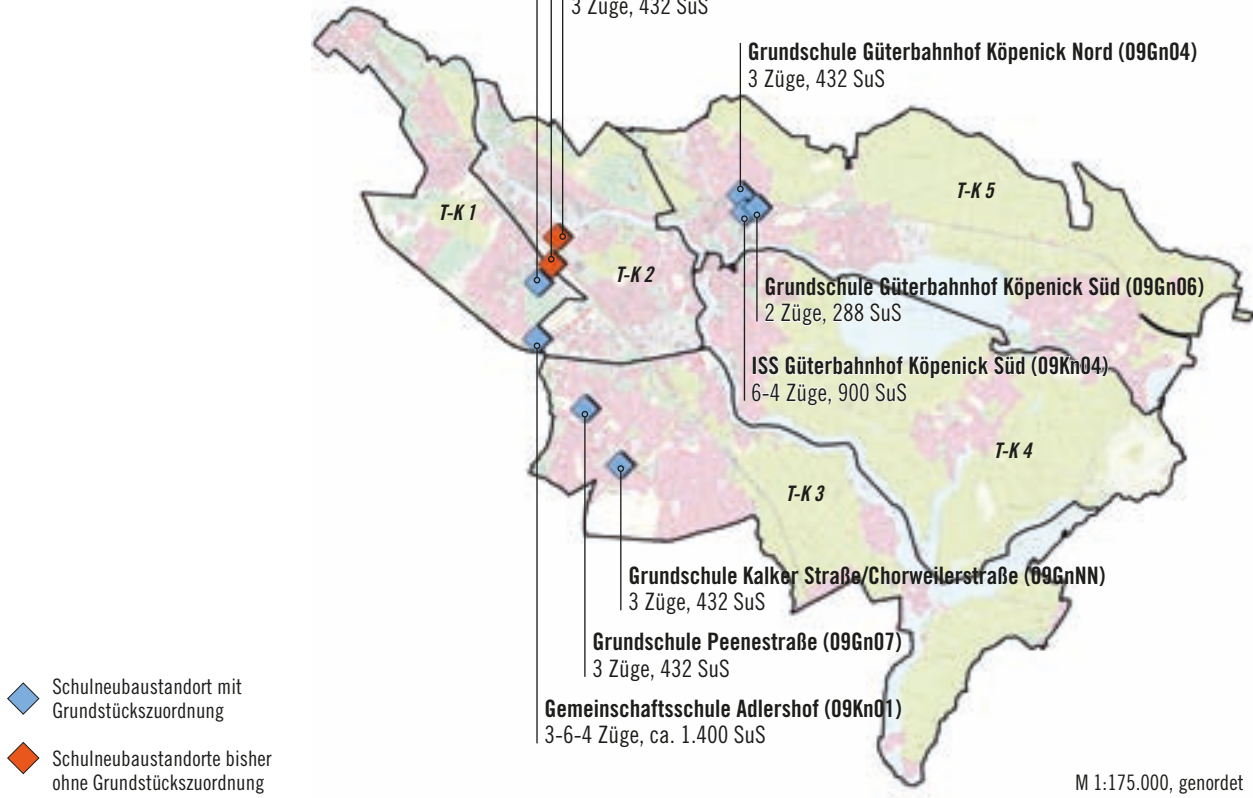 3 Züge, 432 SuS
Grundschule Güterbahnhof Köpenick Nord (09Gn04)
3 Züge, 432 SuS
T-K 5
T-K 1
T-K 2
Grundschule Güterbahnhof Köpenick Süd (09Gn06)
2 Züge, 288 SuS
ISS Güterbahnhof Köpenick Süd (09Kn04)
6-4 Züge, 900 SuS
T-K 4
T-K 3
Grundschule Kalker Straße/Chorweilerstraße (09GnNN)
3 Züge, 432 SuS
Grundschule Peenestraße (09Gn07)
3 Züge, 432 SuS
Gemeinschaftsschule Adlershof (09Kn01)
3-6-4 Züge, ca. 1.400 SuS
Schulneubaustandort mit
Grundstückszuordnung
Schulneubaustandorte bisher
ohne Grundstückszuordnung
M 1:175.000, genordet